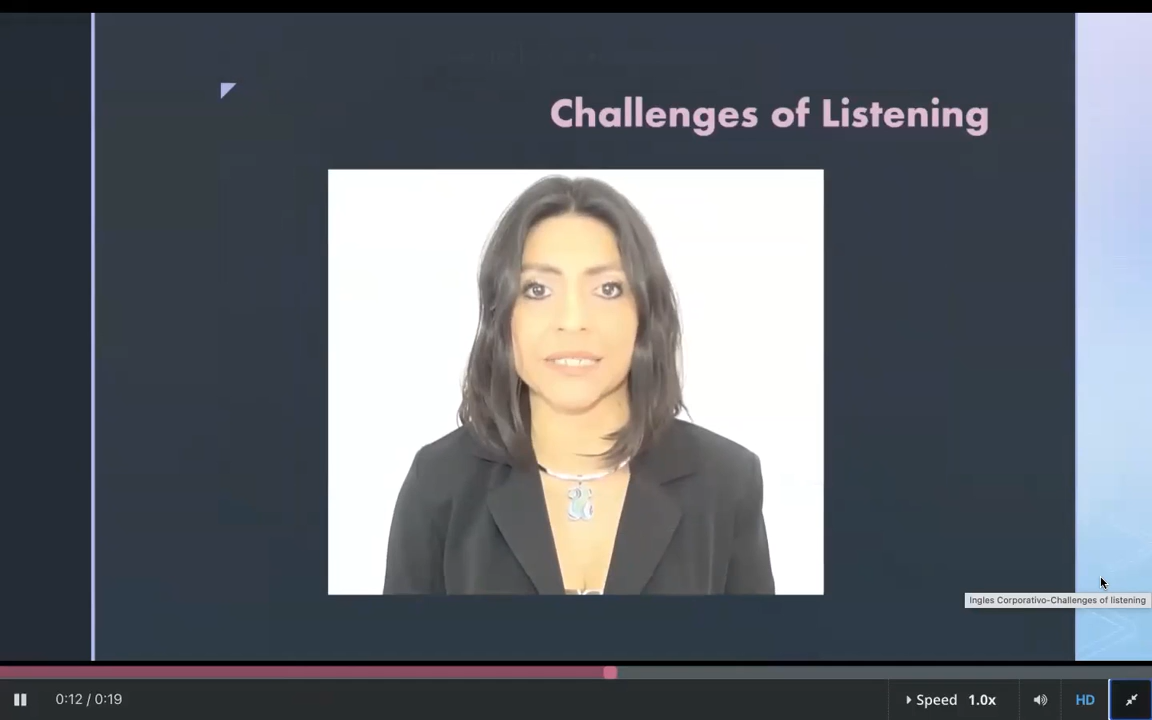 Challenges of Listening
Ingles Corporativo-Challenges of listening
0:12 / 0:19
Speed 1.0x
HD